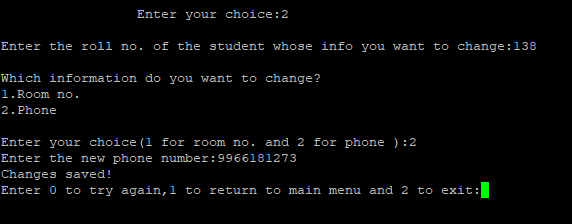 Enter your choice:2
Enter the roll no. of the student whose info you want to change:138
Which information do you want to change?
1.Room no.
2.Phone
Enter your choice(1 for room no. and 2 for phone ):2
Enter the new phone number:9966181273
Changes saved!
Enter 0 to try again,1 to return to main menu and 2 to exit: